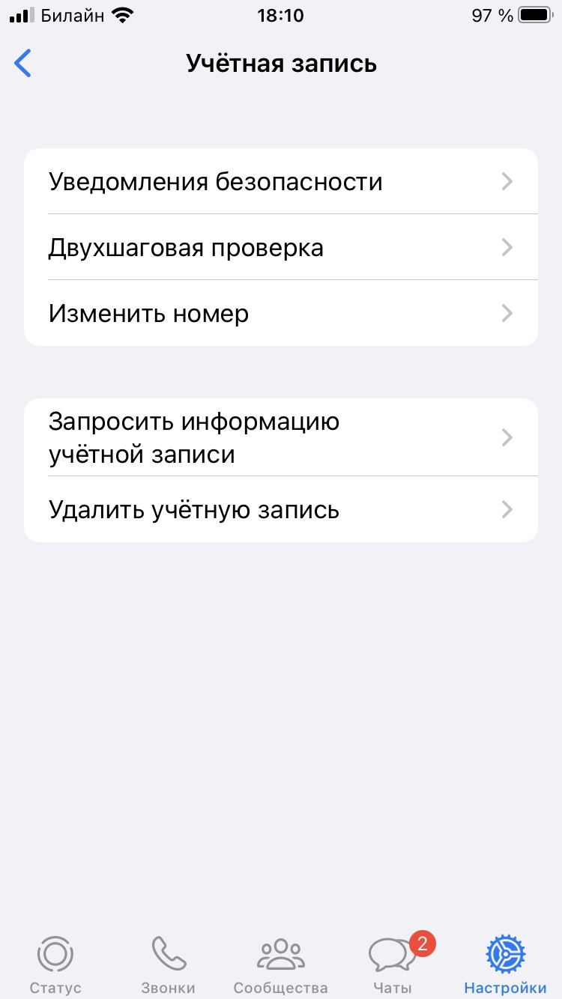 Билайн 18:10 97 %
Учётная запись
Уведомления безопасности
Двухшаговая проверка
Изменить номер
Запросить информацию
учётной записи
Удалить учётную запись
2
Статус Звонки Сообщества Чаты Настройки